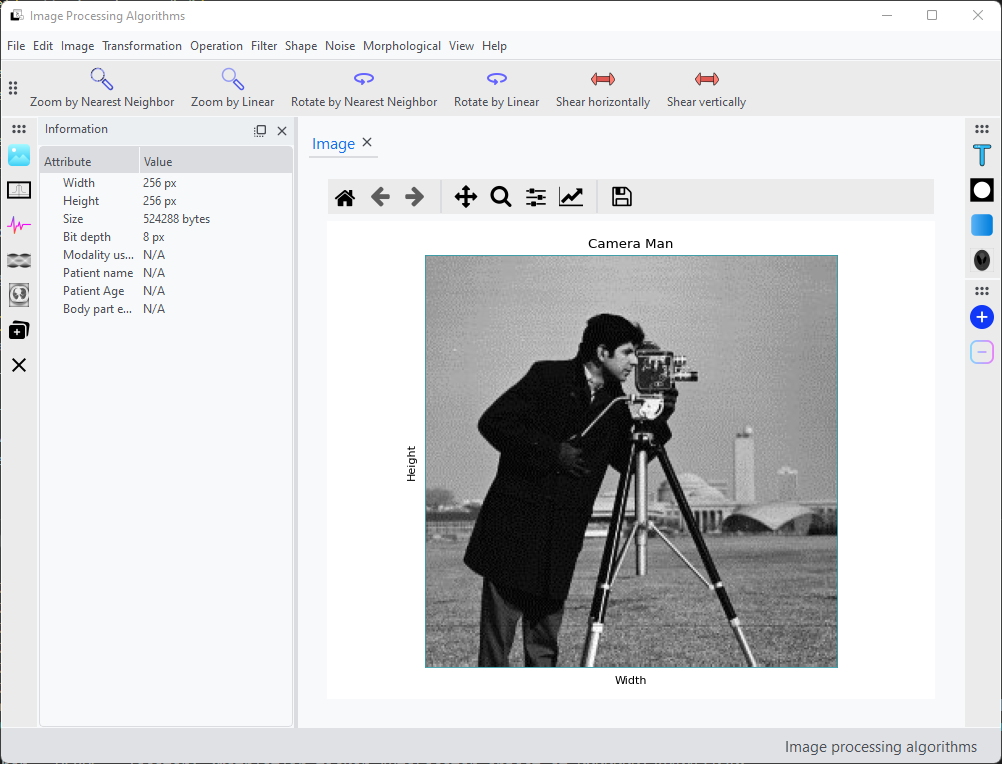 Image Processing Algorithms
File Edit Image Transformation Operation Filter Shape Noise Morphological View Help
Zoom by Nearest Neighbor Zoom by Linear Rotate by Nearest Neighbor Rotate by Linear Shear horizontally Shear vertically
Information
Image
Attribute Value
Width 256 px
Height 256 px
Size 524288 bytes
Bit depth 8 px
Modality us... N/A
Patient name N/A
Patient Age N/A
Body part e... N/A
Camera Man
Height
Width
T
Image processing algorithms